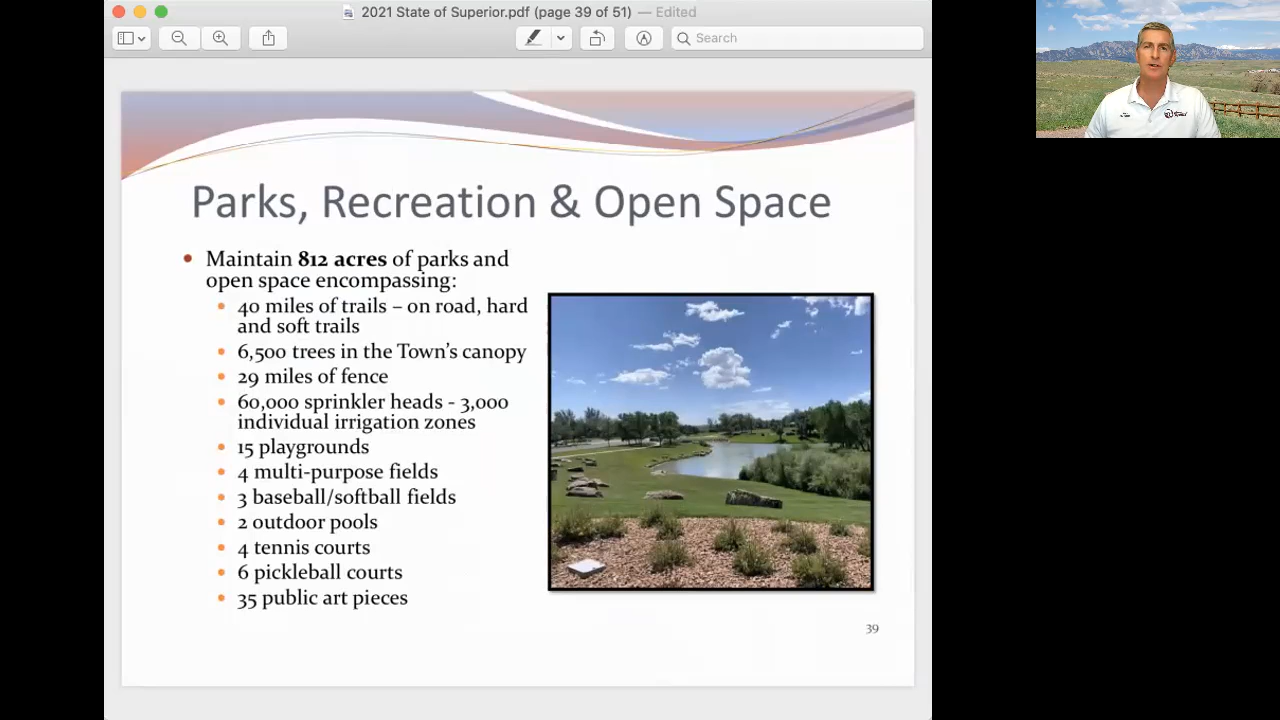 2021 State of Superior.pdf (page 39 of 51) — Edited
Search
Parks, Recreation & Open Space
• Maintain 812 acres of parks and
open space encompassing:
• 40 miles of trails – on road, hard
and soft trails
• 6,500 trees in the Town's canopy
• 29 miles of fence
• 60,000 sprinkler heads - 3,000
individual irrigation zones
• 15 playgrounds
• 4 multi-purpose fields
• 3 baseball/softball fields
• 2 outdoor pools
• 4 tennis courts
• 6 pickleball courts
• 35 public art pieces
39